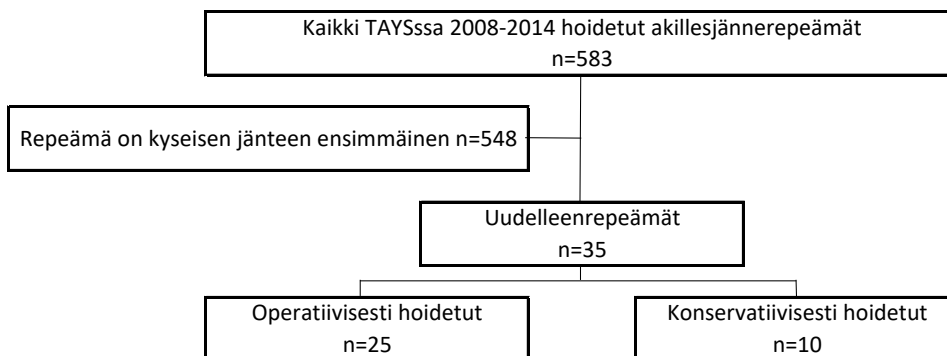 Kaikki TAYSssa 2008-2014 hoidetut akillesjännerepeämät
n=583
Repeämä on kyseisen jänteen ensimmäinen n=548
Uudelleenrepeämät
n=35
Operatiivisesti hoidetut
n=25
Konservatiivisesti hoidetut
n=10